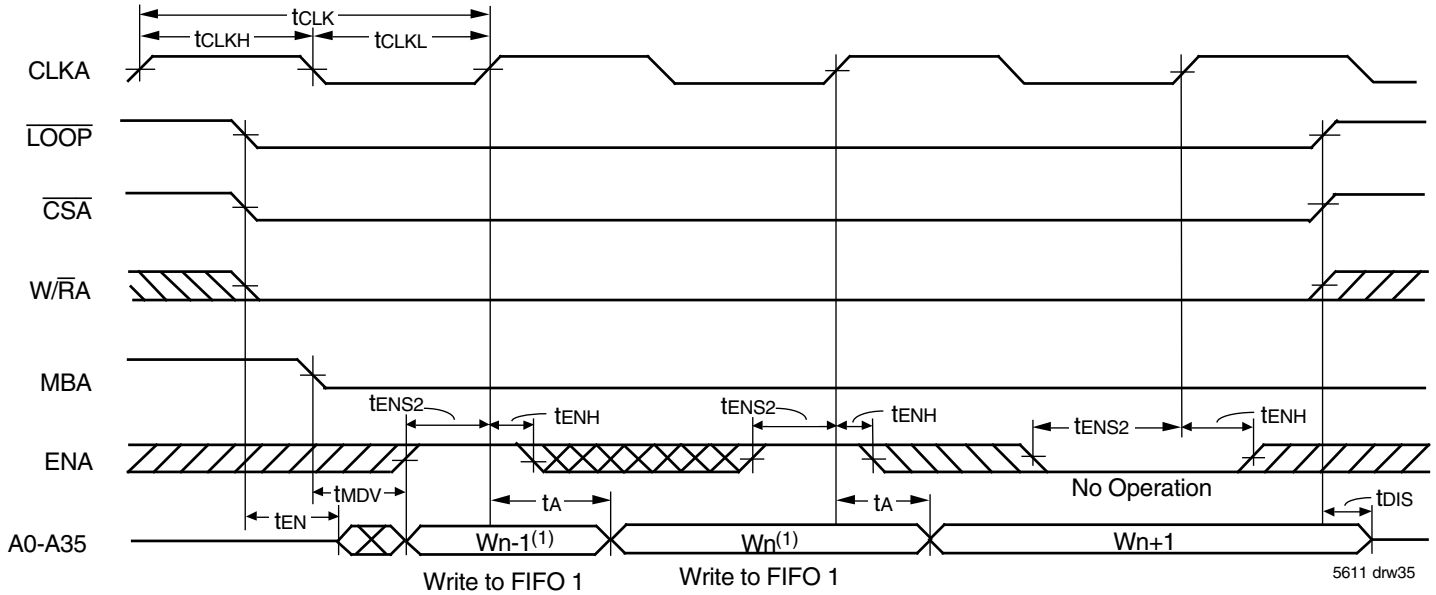 tCLK
tCLKH
tCLKL
CLKA
LOOP
CSA
W/RA
MBA
tENS2
tENH
tENS2
tENH
tENS2
tENH
ENA
tMDV
No Operation
tEN
tA
tA
tDIS
A0-A35
Wn-1(1)
Wn(1)
Wn+1
Write to FIFO 1
Write to FIFO 1
5611 drw35